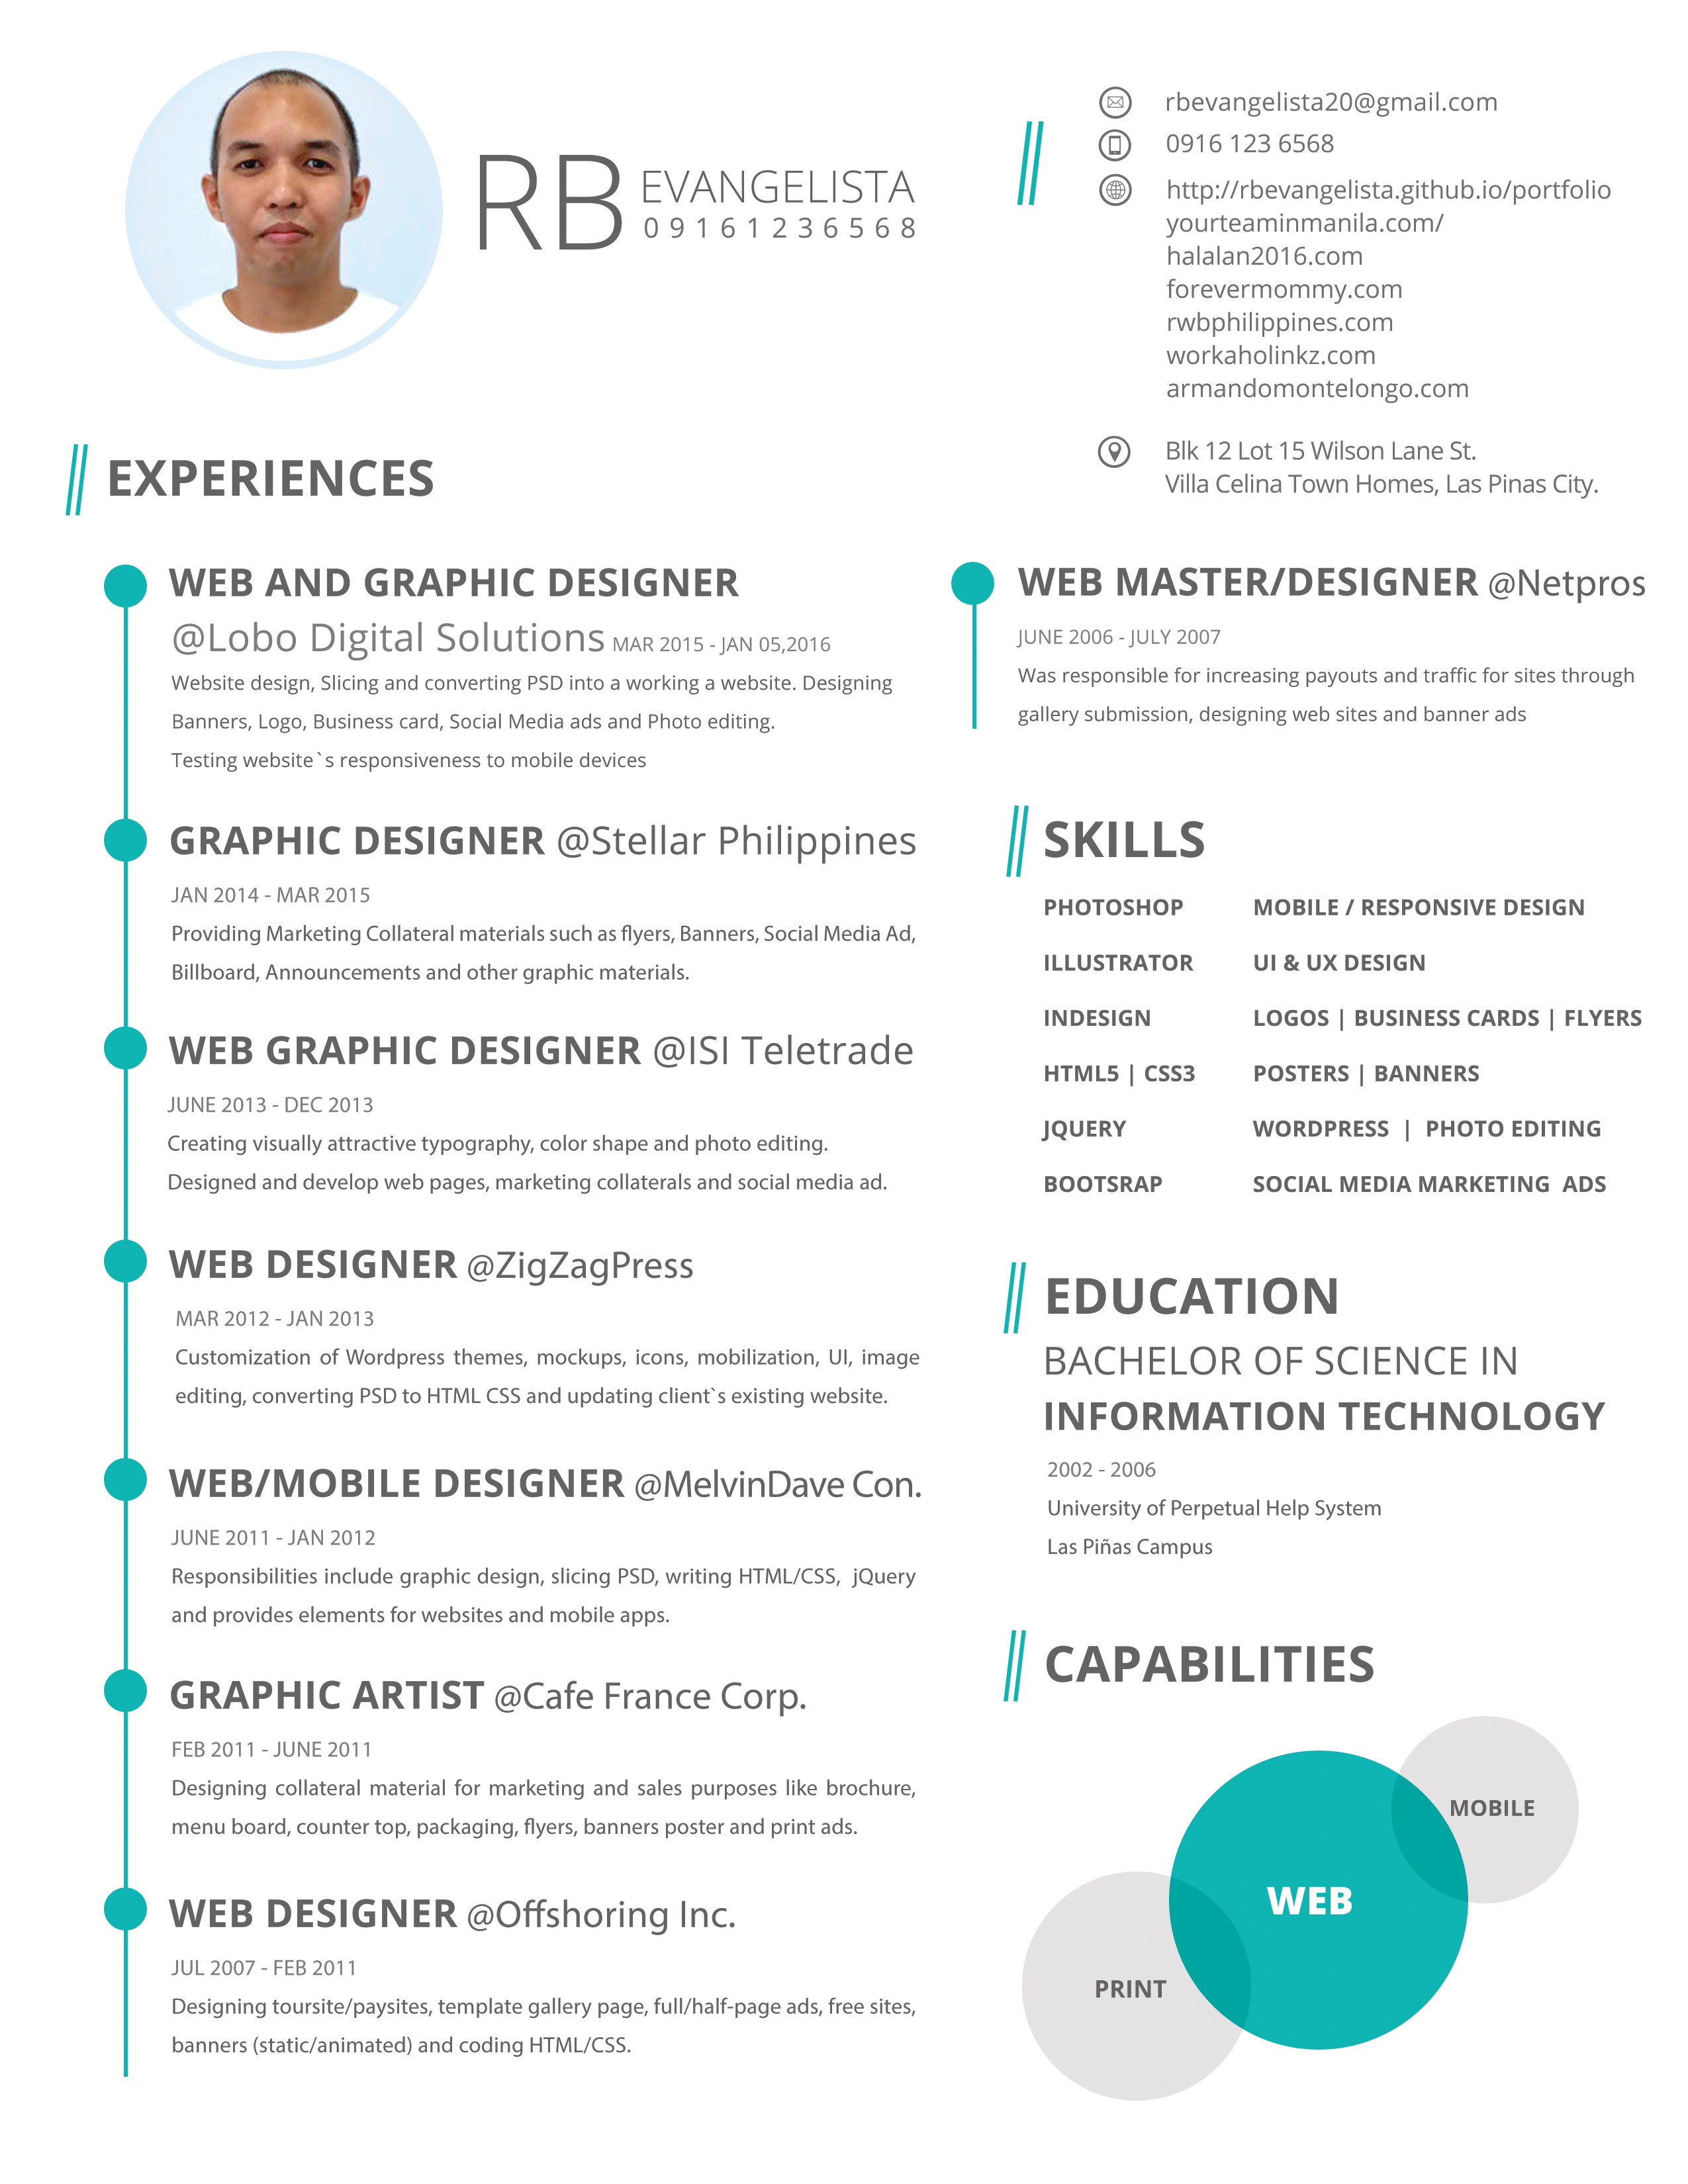 RB EVANGELISTA
09161236568
rbevangelista20@gmail.com
0916 123 6568
http://rbevangelista.github.io/portfolio
yourteaminmanila.com/
halalan2016.com
forevermommy.com
rwbphilippines.com
workaholinkz.com
armandomontelongo.com
Blk 12 Lot 15 Wilson Lane St.
Villa Celina Town Homes, Las Pinas City.
EXPERIENCES
WEB AND GRAPHIC DESIGNER
@Lobo Digital Solutions MAR 2015 - JAN 05,2016
Website design, Slicing and converting PSD into a working a website. Designing
Banners, Logo, Business card, Social Media ads and Photo editing.
Testing website`s responsiveness to mobile devices
GRAPHIC DESIGNER @Stellar Philippines
JAN 2014 - MAR 2015
Providing Marketing Collateral materials such as flyers, Banners, Social Media Ad,
Billboard, Announcements and other graphic materials.
WEB GRAPHIC DESIGNER @ISI Teletrade
JUNE 2013 - DEC 2013
Creating visually attractive typography, color shape and photo editing.
Designed and develop web pages, marketing collaterals and social media ad.
WEB DESIGNER @ZigZagPress
MAR 2012 - JAN 2013
Customization of Wordpress themes, mockups, icons, mobilization, UI, image
editing, converting PSD to HTML CSS and updating client`s existing website.
WEB/MOBILE DESIGNER @MelvinDave Con.
JUNE 2011 - JAN 2012
Responsibilities include graphic design, slicing PSD, writing HTML/CSS, jQuery
and provides elements for websites and mobile apps.
GRAPHIC ARTIST @Cafe France Corp.
FEB 2011 - JUNE 2011
Designing collateral material for marketing and sales purposes like brochure,
menu board, counter top, packaging, flyers, banners poster and print ads.
WEB DESIGNER @Offshoring Inc.
JUL 2007 - FEB 2011
Designing toursite/paysites, template gallery page, full/half-page ads, free sites,
banners (static/animated) and coding HTML/CSS.
WEB MASTER/DESIGNER @Netpros
JUNE 2006 - JULY 2007
Was responsible for increasing payouts and traffic for sites through
gallery submission, designing web sites and banner ads
SKILLS
PHOTOSHOP MOBILE / RESPONSIVE DESIGN
ILLUSTRATOR UI & UX DESIGN
INDESIGN LOGOS | BUSINESS CARDS | FLYERS
HTML5 | CSS3 POSTERS | BANNERS
JQUERY WORDPRESS | PHOTO EDITING
BOOTSRAP SOCIAL MEDIA MARKETING ADS
EDUCATION
BACHELOR OF SCIENCE IN
INFORMATION TECHNOLOGY
2002 - 2006
University of Perpetual Help System
Las Piñas Campus
CAPABILITIES
MOBILE
WEB
PRINT